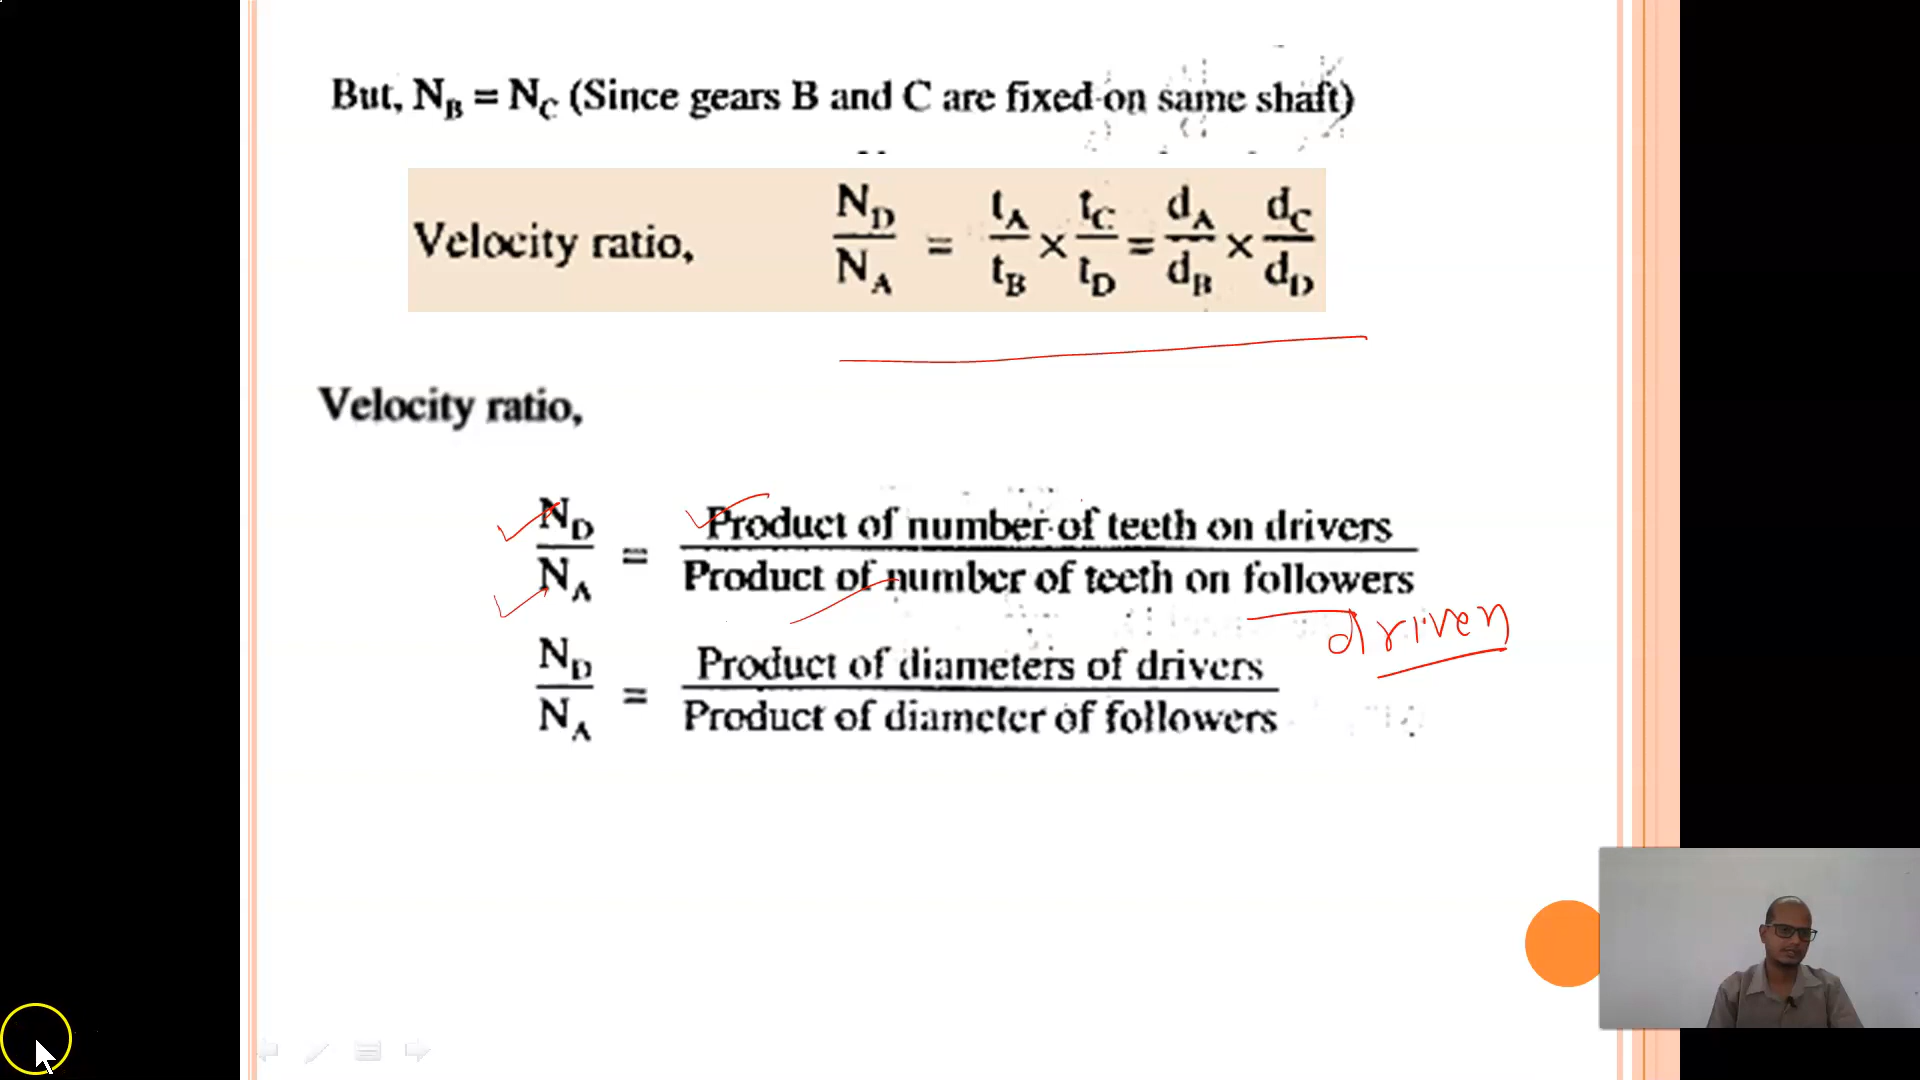 But, N_B = N_C (Since gears B and C are fixed on same shaft)
Velocity ratio, N_D / N_A = t_A / t_B × t_C / t_D = d_A / d_B × d_C / d_D
Velocity ratio,
N_D / N_A = Product of number of teeth on drivers / Product of number of teeth on followers
driven
N_D / N_A = Product of diameters of drivers / Product of diameter of followers